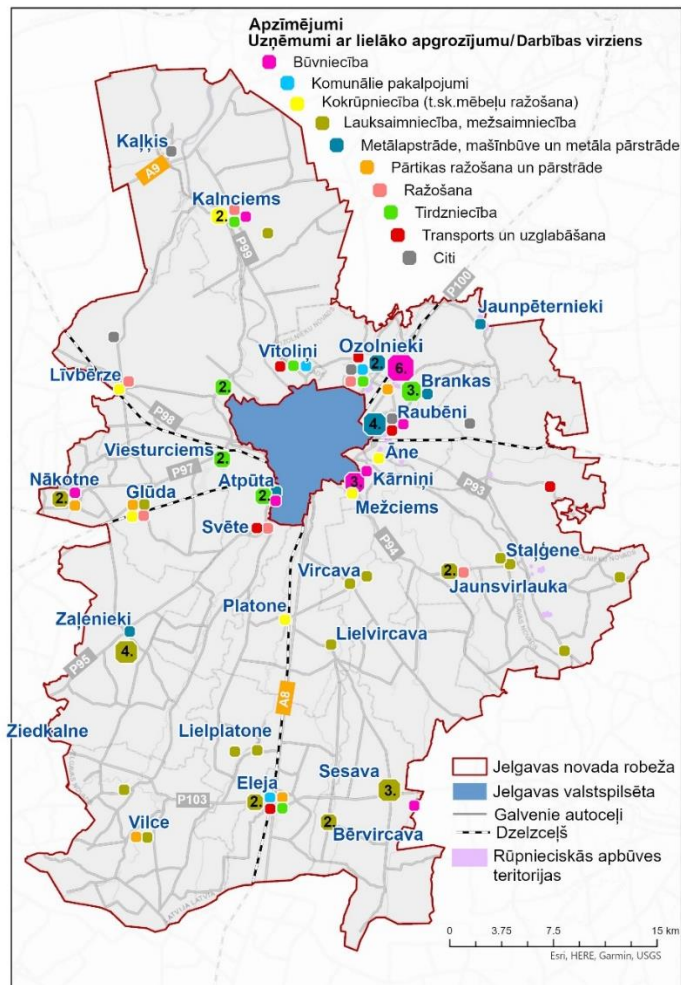 Apzīmējumi
Uzņēmumi ar lielāko apgrozījumu/Darbības virziens
Būvniecība
Komunālie pakalpojumi
Kokrūpniecība (t.sk.mēbeļu ražošana)
Lauksaimniecība, mežsaimniecība
Metālapstrāde, mašīnbūve un metāla pārstrāde
Pārtikas ražošana un pārstrāde
Ražošana
Tirdzniecība
Transports un uzglabāšana
Citi
Kaļķis
A9
Kalnciems
2.
P99
P100
Jaunpēternieki
Vītoliņi
Ozolnieki
2.
6.
Līvbērze
2.
3.
Brankas
P98
4.
Raubēni
Viesturciems
2.
Āne
Nākotne
P97
Atpūta
3.
Kārniņi
P93
2.
Glūda
2.
Mežciems
Svēte
P94
Staļģene
Vircava
2.
Jaunsvirlauka
Platone
Zaļenieki
Lielvircava
4.
P95
A8
Ziedkalne
Lielplatone
Eleja
Sesava
3.
P103
2.
Vilce
2.
Bērvircava
Jelgavas novada robeža
Jelgavas valstspilsēta
Galvenie autoceļi
Dzelzceļš
Rūpnieciskās apbūves
teritorijas
0 3.75 7.5 15 km
Esri, HERE, Garmin, USGS